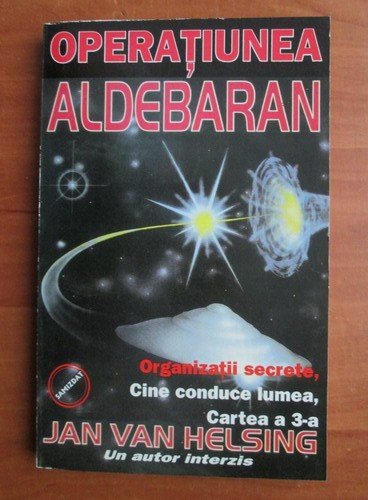 OPERAȚIUNEA
ALDEBARAN
Organizații secrete,
Cine conduce lumea,
Cartea a 3-a
SAMIZDAT
JAN VAN HELSING
Un autor interzis